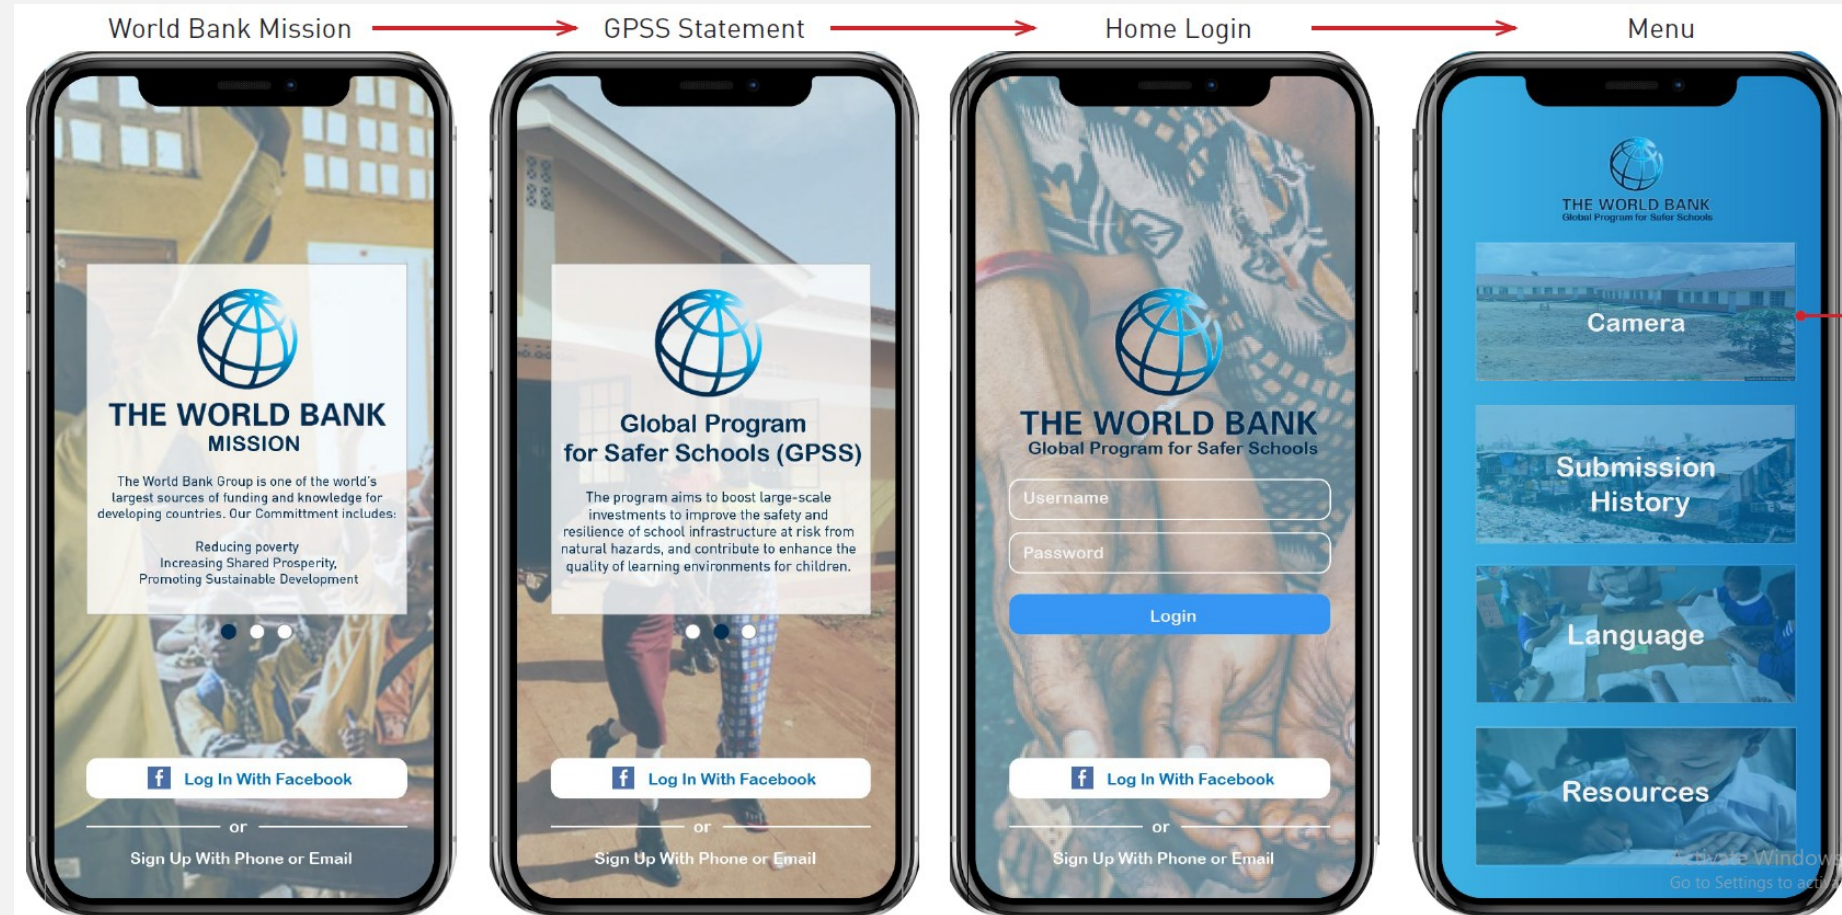 World Bank Mission
GPSS Statement
Home Login
Menu
THE WORLD BANK
MISSION
The World Bank Group is one of the world's
largest sources of funding and knowledge for
developing countries. Our Committment includes:
Reducing poverty
Increasing Shared Prosperity,
Promoting Sustainable Development
f Log In With Facebook
or
Sign Up With Phone or Email
Global Program
for Safer Schools (GPSS)
The program aims to boost large-scale
investments to improve the safety and
resilience of school infrastructure at risk from
natural hazards, and contribute to enhance the
quality of learning environments for children.
f Log In With Facebook
or
Sign Up With Phone or Email
THE WORLD BANK
Global Program for Safer Schools
Username
Password
Login
f Log In With Facebook
or
Sign Up With Phone or Email
THE WORLD BANK
Global Program for Safer Schools
Camera
Submission
History
Language
Resources
Activate Windows
Go to Settings to